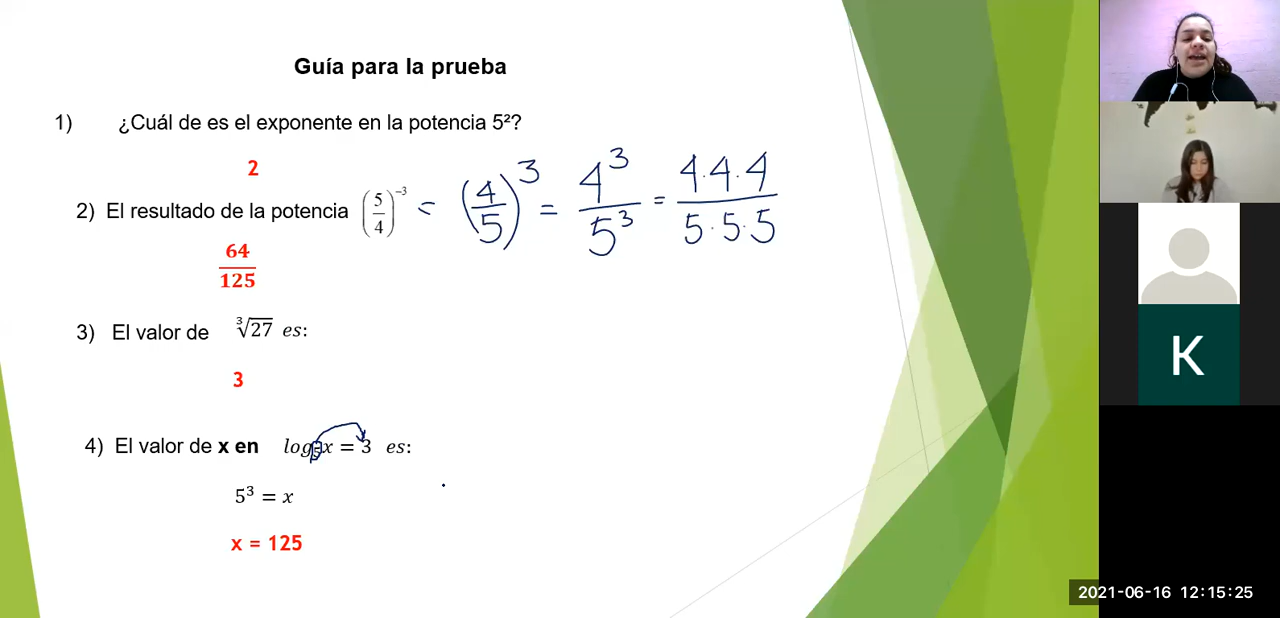 Guía para la prueba
1) ¿Cuál de es el exponente en la potencia 5²?
2
2) El resultado de la potencia (5/4)⁻³ = (4/5)³ = 4³/5³ = 4·4·4/5·5·5
64/125
3) El valor de ∛27 es:
3
4) El valor de x en log₅x = 3 es:
5³ = x
x = 125
K
2021-06-16 12:15:25